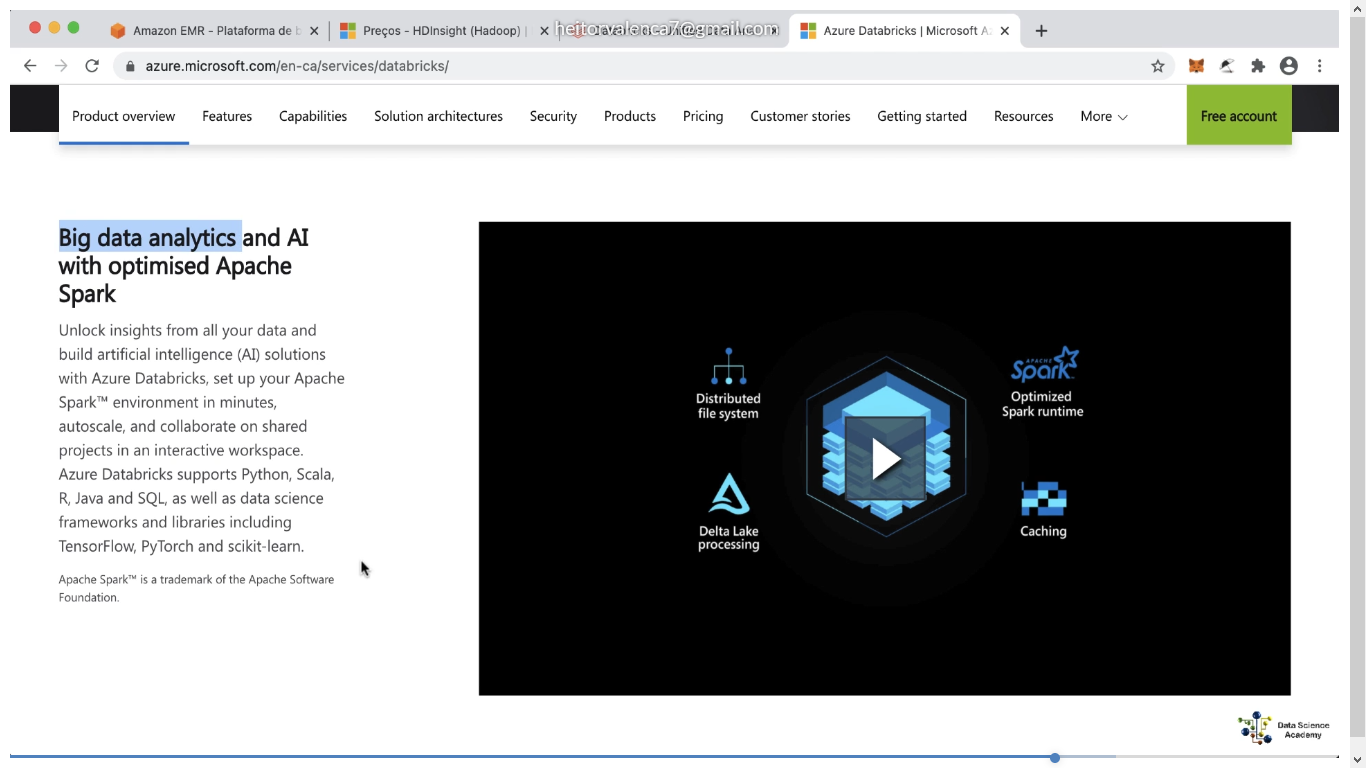 Amazon EMR - Plataforma de b
Preços - HDInsight (Hadoop) |
heitorvalenca7@gmail.com
Azure Databricks | Microsoft A
azure.microsoft.com/en-ca/services/databricks/
Product overview
Features
Capabilities
Solution architectures
Security
Products
Pricing
Customer stories
Getting started
Resources
More
Free account
Big data analytics and AI
with optimised Apache
Spark
Unlock insights from all your data and
build artificial intelligence (AI) solutions
with Azure Databricks, set up your Apache
Spark™ environment in minutes,
autoscale, and collaborate on shared
projects in an interactive workspace.
Azure Databricks supports Python, Scala,
R, Java and SQL, as well as data science
frameworks and libraries including
TensorFlow, PyTorch and scikit-learn.
Apache Spark™ is a trademark of the Apache Software
Foundation.
Distributed
file system
APACHE
Spark™
Optimized
Spark runtime
Delta Lake
processing
Caching
Data Science
Academy